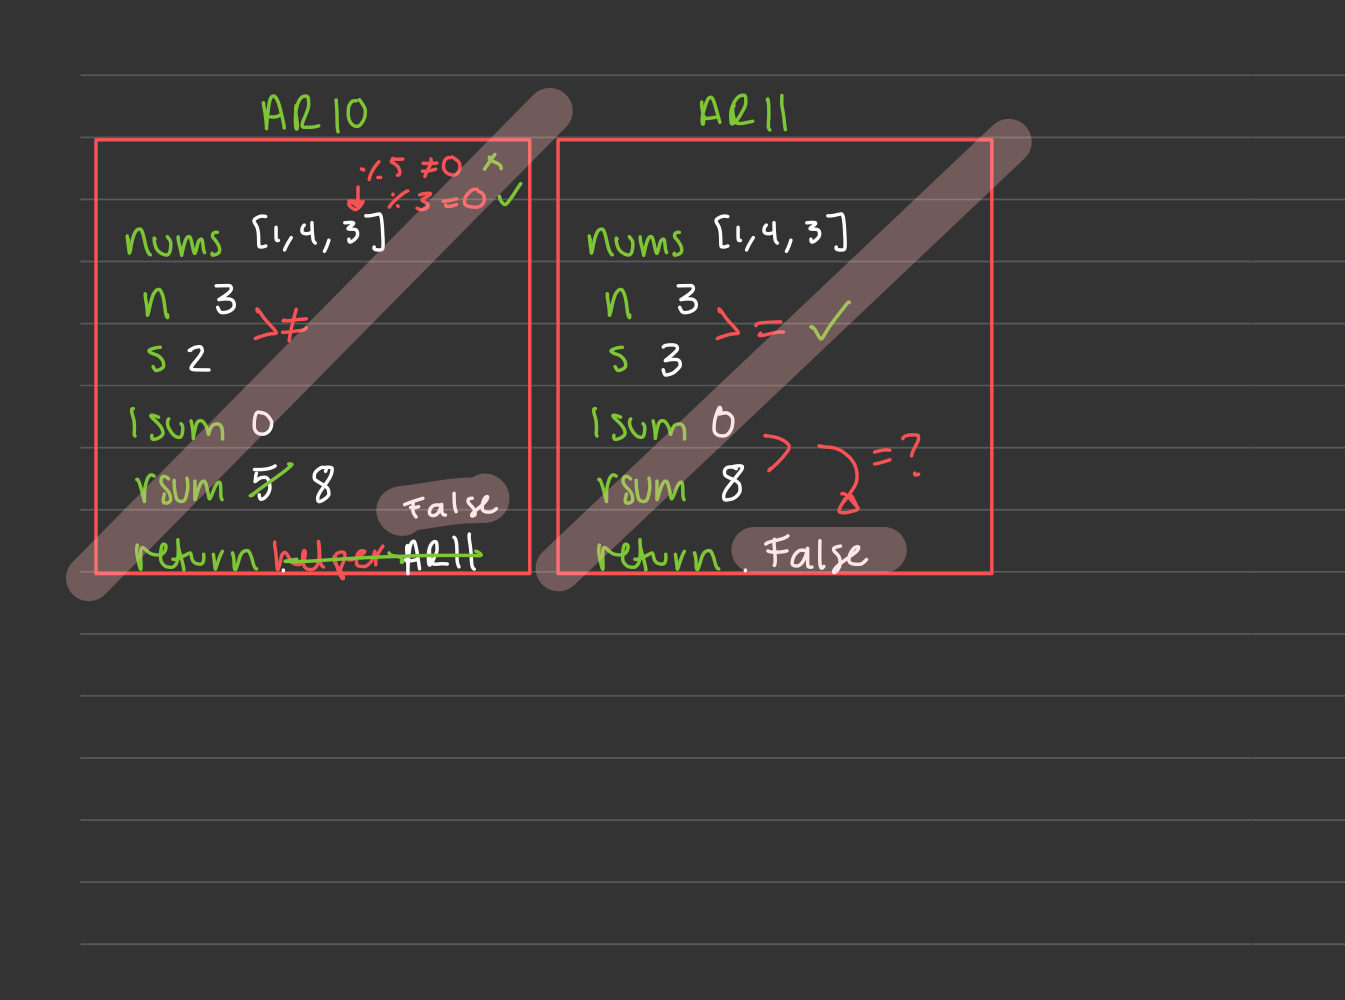 AR10
AR11
% 5 ≠ 0 ×
↓ % 3 = 0 ✓
nums [1, 4, 3]
nums [1, 4, 3]
n 3
> ≠
s 2
n 3
> = ✓
s 3
lsum 0
rsum 5 8
False
return helper AR11
lsum 0
= ?
rsum 8
return . False